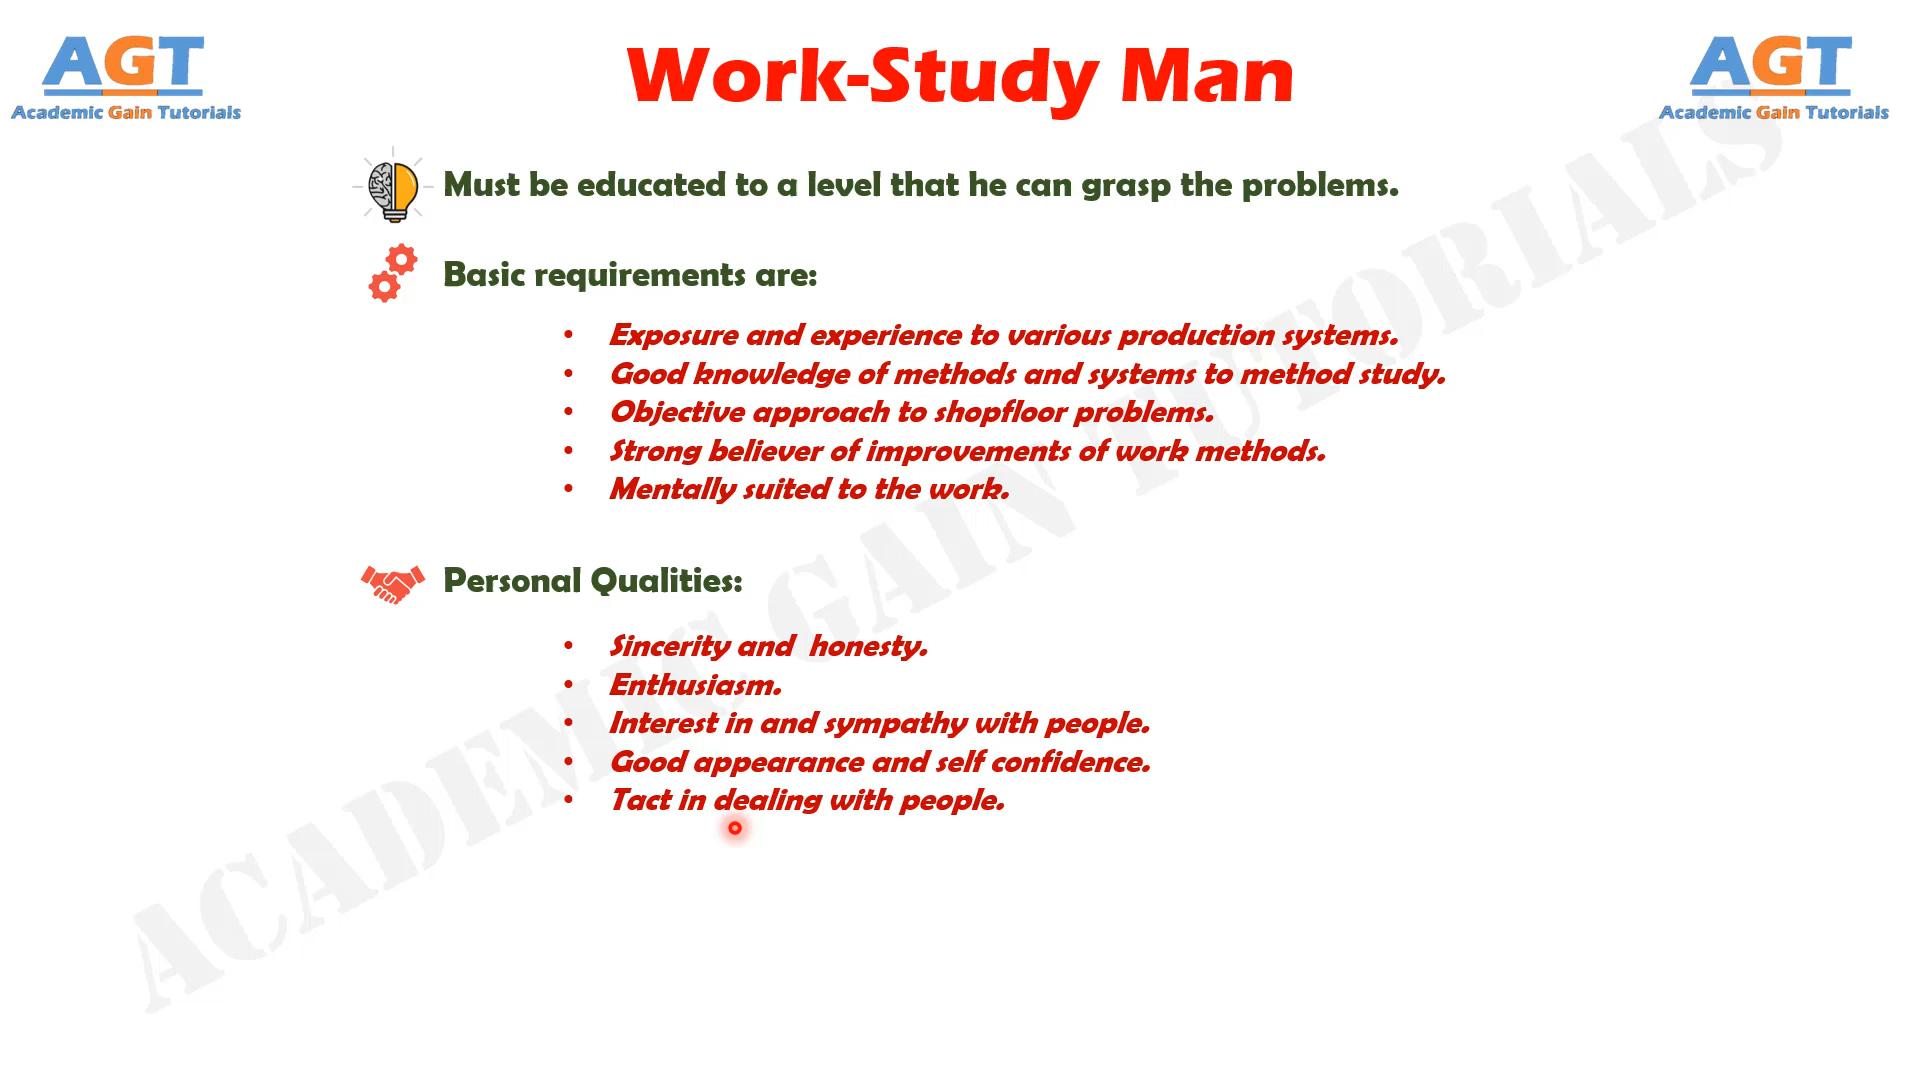 AGT
Academic Gain Tutorials
Work-Study Man
AGT
Academic Gain Tutorials
Must be educated to a level that he can grasp the problems.
Basic requirements are:
• Exposure and experience to various production systems.
• Good knowledge of methods and systems to method study.
• Objective approach to shopfloor problems.
• Strong believer of improvements of work methods.
• Mentally suited to the work.
Personal Qualities:
• Sincerity and honesty.
• Enthusiasm.
• Interest in and sympathy with people.
• Good appearance and self confidence.
• Tact in dealing with people.
ACADEMIC GAIN TUTORIALS